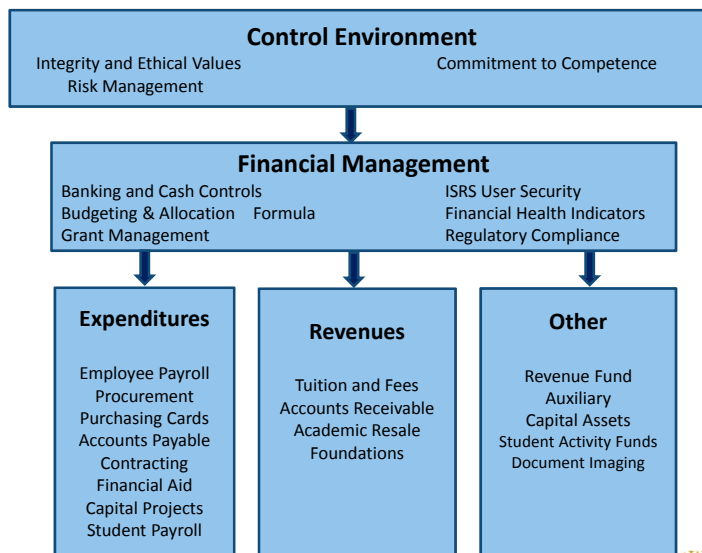 Control Environment
Integrity and Ethical Values
Commitment to Competence
Risk Management
Financial Management
Banking and Cash Controls
ISRS User Security
Budgeting & Allocation Formula
Financial Health Indicators
Grant Management
Regulatory Compliance
Expenditures
Employee Payroll
Procurement
Purchasing Cards
Accounts Payable
Contracting
Financial Aid
Capital Projects
Student Payroll
Revenues
Tuition and Fees
Accounts Receivable
Academic Resale
Foundations
Other
Revenue Fund
Auxiliary
Capital Assets
Student Activity Funds
Document Imaging